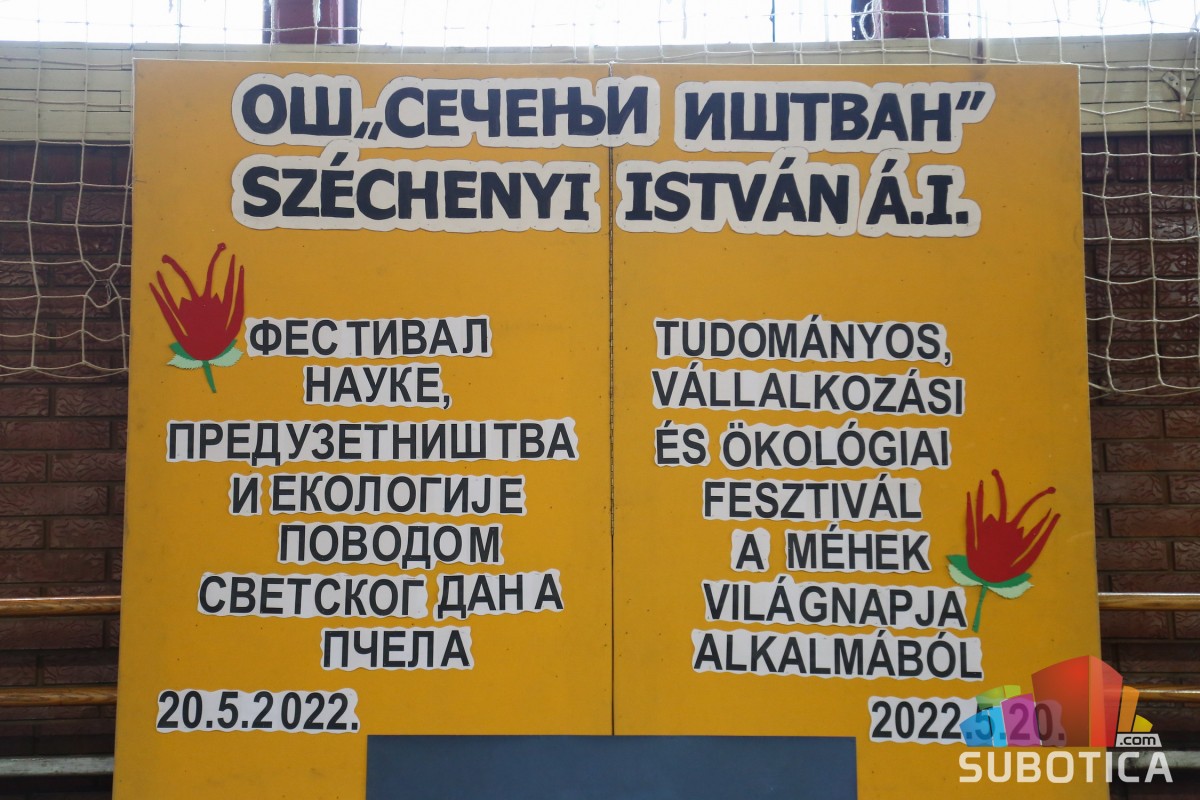 ОШ „СЕЧЕЊИ ИШТВАН”
SZÉCHENYI ISTVÁN Á.I.
ФЕСТИВАЛ
НАУКЕ,
ПРЕДУЗЕТНИШТВА
И ЕКОЛОГИЈЕ
ПОВОДОМ
СВЕТСКОГ ДАНА
ПЧЕЛА
20.5.2022.
TUDOMÁNYOS,
VÁLLALKOZÁSI
ÉS ÖKOLÓGIAI
FESZTIVÁL
A MÉHEK
VILÁGNAPJA
ALKALMÁBÓL
2022.5.20.
.com
SUBOTICA